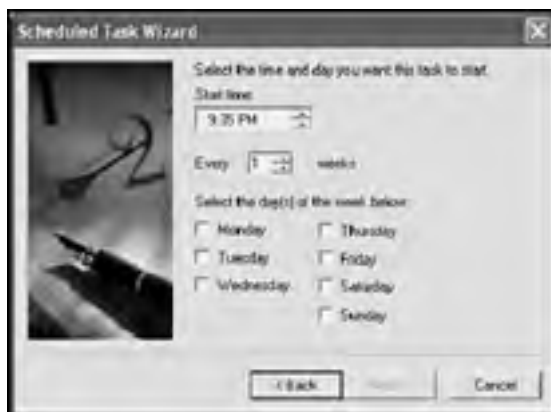 Scheduled Task Wizard
Select the time and day you want this task to start.
Start time:
9:35 PM
Every 1 weeks
Select the day(s) of the week below:
Monday
Thursday
Tuesday
Friday
Wednesday
Saturday
Sunday
< Back
Cancel